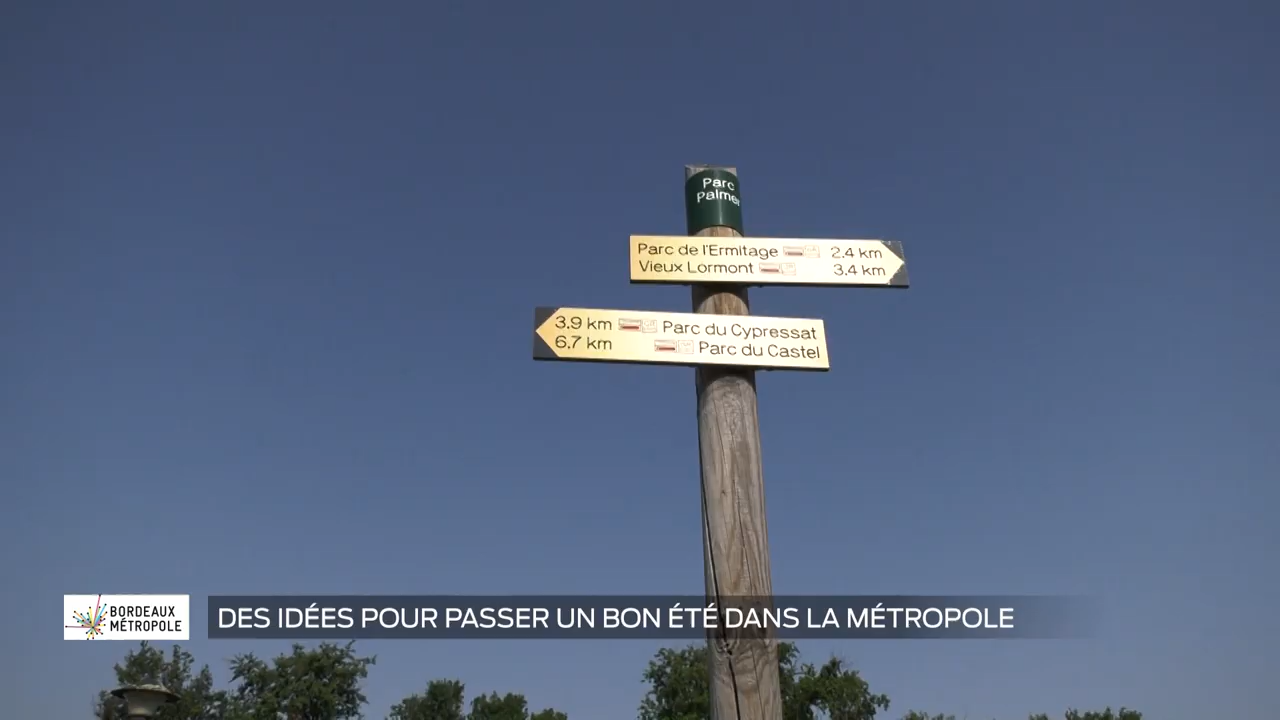 Parc
Palmer
Parc de l'Ermitage 2.4 km
Vieux Lormont 3.4 km
3.9 km Parc du Cypressat
6.7 km Parc du Castel
BORDEAUX
MÉTROPOLE
DES IDÉES POUR PASSER UN BON ÉTÉ DANS LA MÉTROPOLE